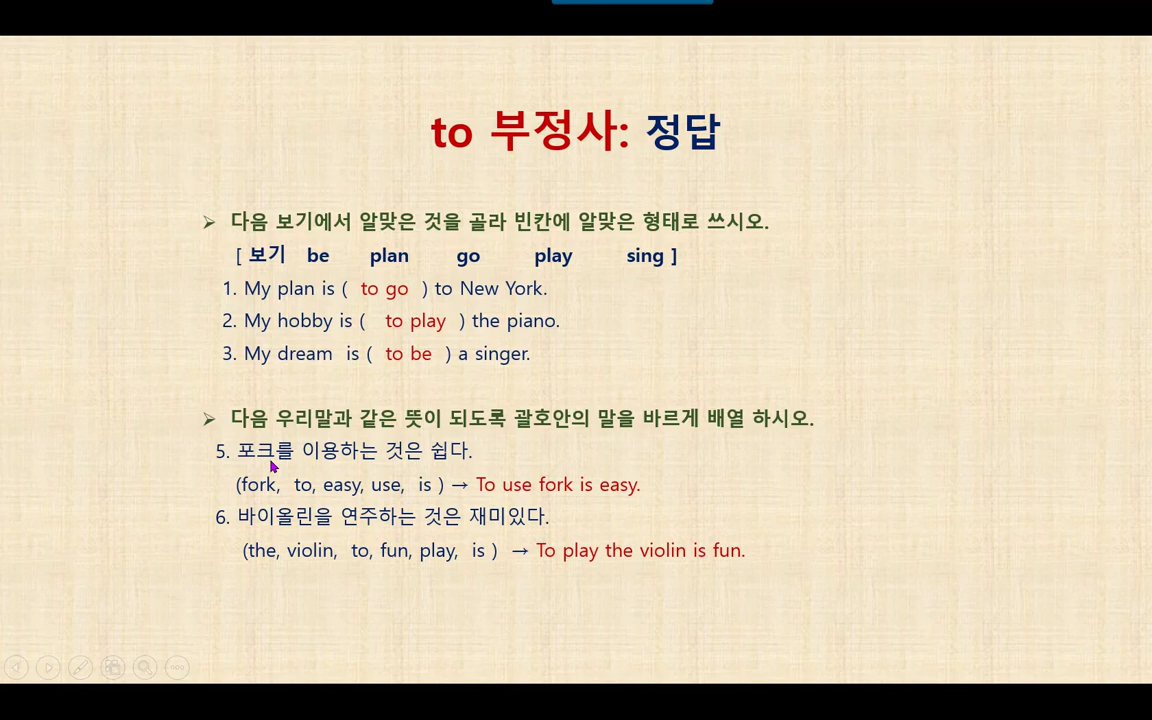 to 부정사: 정답
➢ 다음 보기에서 알맞은 것을 골라 빈칸에 알맞은 형태로 쓰시오.
[ 보기 be plan go play sing ]
1. My plan is ( to go ) to New York.
2. My hobby is ( to play ) the piano.
3. My dream is ( to be ) a singer.
➢ 다음 우리말과 같은 뜻이 되도록 괄호안의 말을 바르게 배열 하시오.
5. 포크를 이용하는 것은 쉽다.
(fork, to, easy, use, is ) → To use fork is easy.
6. 바이올린을 연주하는 것은 재미있다.
(the, violin, to, fun, play, is ) → To play the violin is fun.